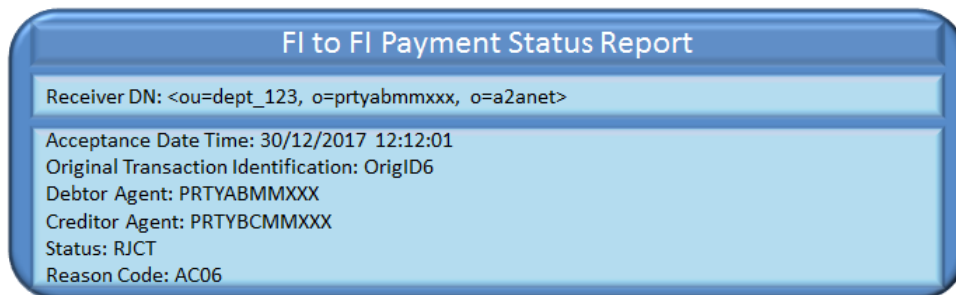 FI to FI Payment Status Report
Receiver DN: <ou=dept_123, o=prtyabmmxxx, o=a2anet>
Acceptance Date Time: 30/12/2017 12:12:01
Original Transaction Identification: OrigID6
Debtor Agent: PRTYABMMXXX
Creditor Agent: PRTYBCMMXXX
Status: RJCT
Reason Code: AC06